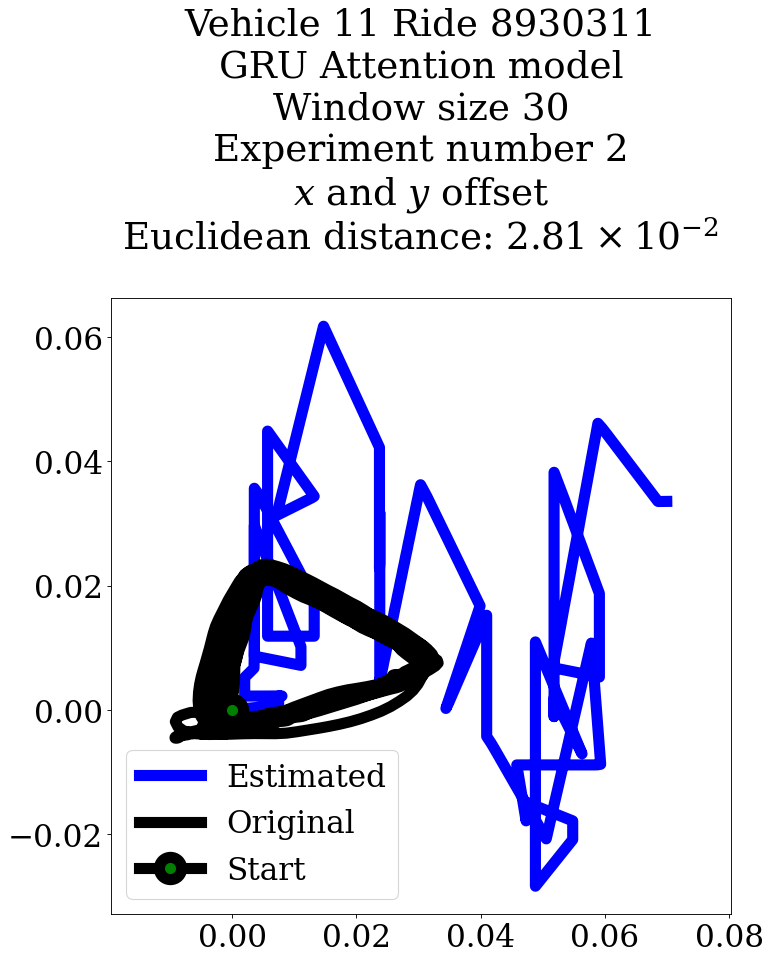 Vehicle 11 Ride 8930311
GRU Attention model
Window size 30
Experiment number 2
x and y offset
Euclidean distance: 2.81 × 10⁻²
0.06
0.04
0.02
0.00
−0.02
Estimated
Original
Start
0.00 0.02 0.04 0.06 0.08